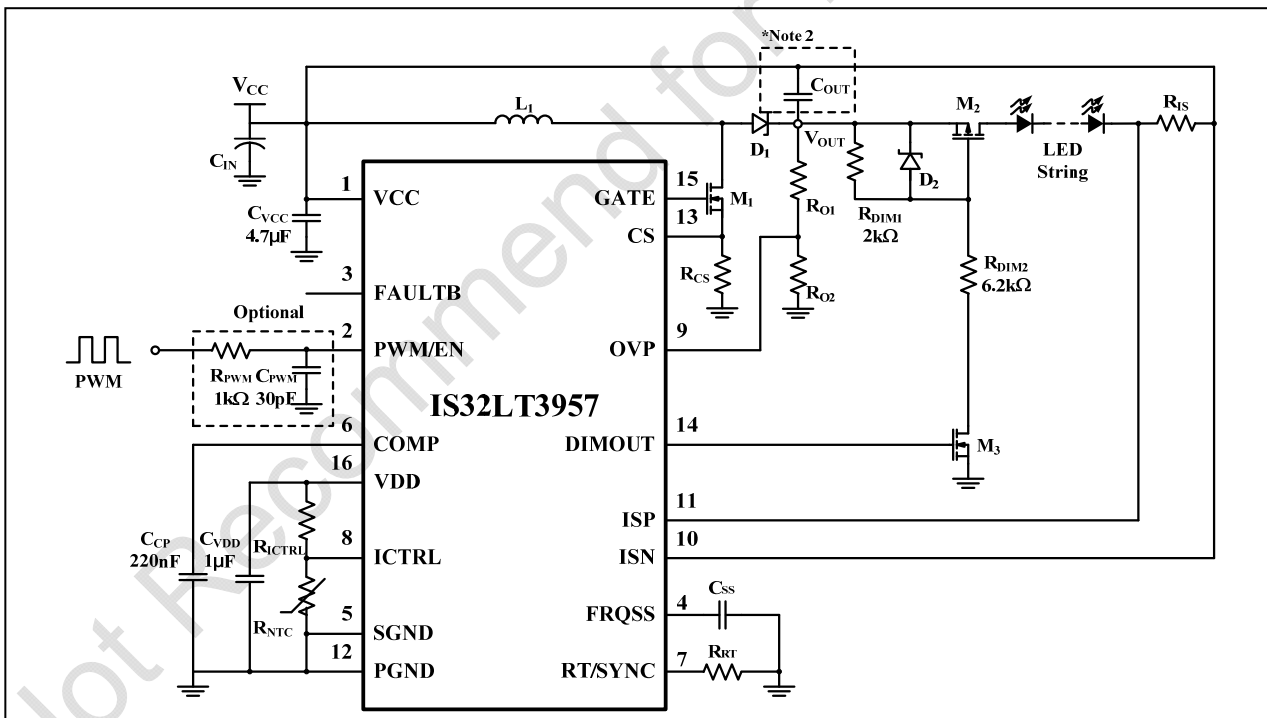 *Note 2
VCC
CIN
L1
COUT
D1
VOUT
M2
LED
String
RIS
1
VCC
CVCC
4.7µF
3
FAULTB
Optional
2
PWM/EN
PWM
RPWM
1kΩ
CPWM
30pF
IS32LT3957
6
COMP
16
VDD
CCP
220nF
CVDD
1µF
RICTRL
8
ICTRL
RNTC
5
SGND
12
PGND
15
GATE
M1
13
CS
RCS
RO1
RO2
RDIM1
2kΩ
D2
RDIM2
6.2kΩ
9
OVP
14
DIMOUT
M3
11
ISP
10
ISN
4
FRQSS
CSS
7
RT/SYNC
RRT
Not Recommend for